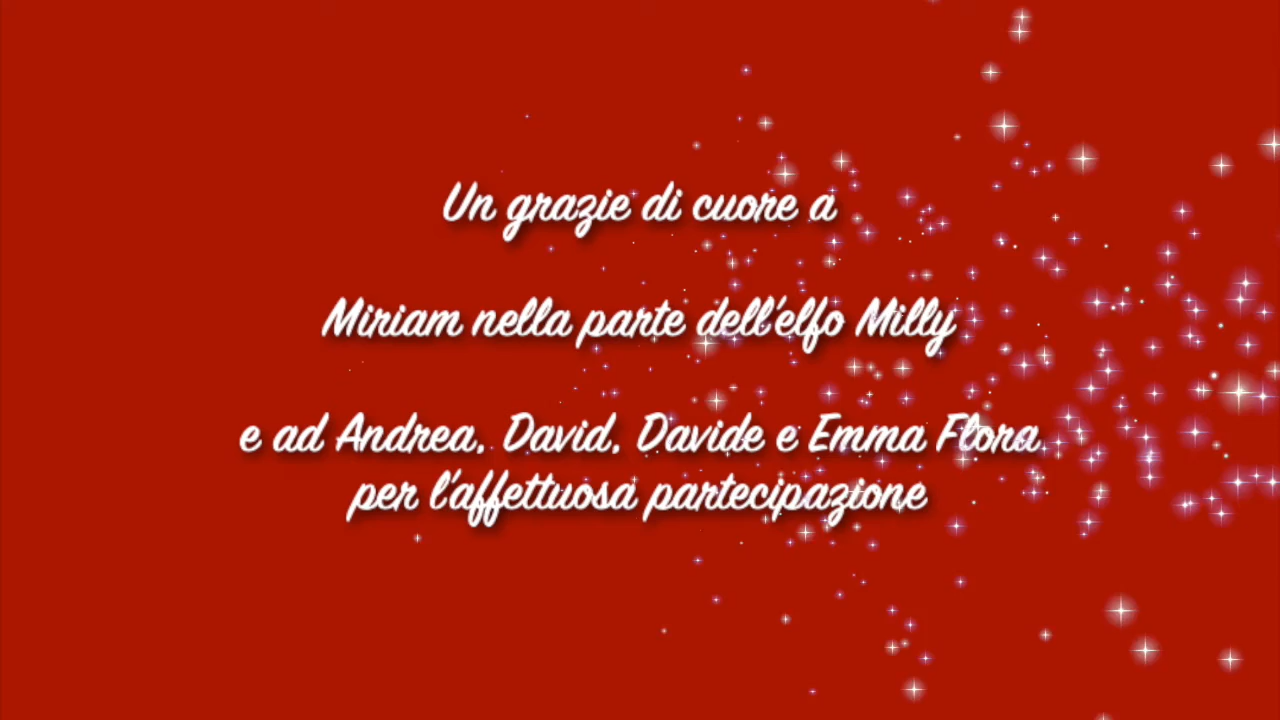 Un grazie di cuore a
Miriam nella parte dell'elfo Milly
e ad Andrea, David, Davide e Emma Flora
per l'affettuosa partecipazione